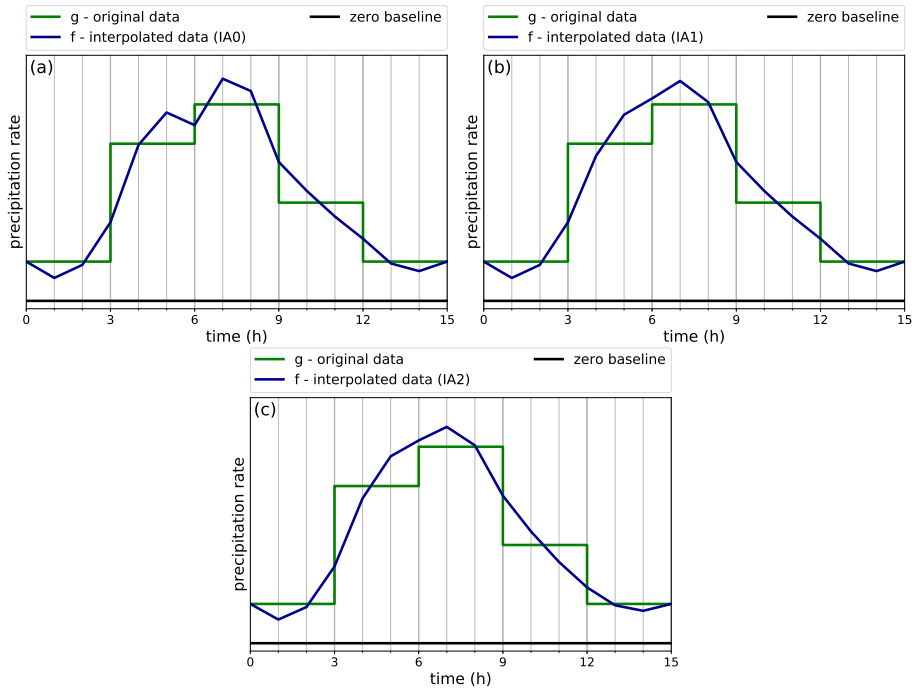 g - original data
zero baseline
f - interpolated data (IA0)
(a)
precipitation rate
0 3 6 9 12 15
time (h)
g - original data
zero baseline
f - interpolated data (IA1)
(b)
precipitation rate
0 3 6 9 12 15
time (h)
g - original data
zero baseline
f - interpolated data (IA2)
(c)
precipitation rate
0 3 6 9 12 15
time (h)